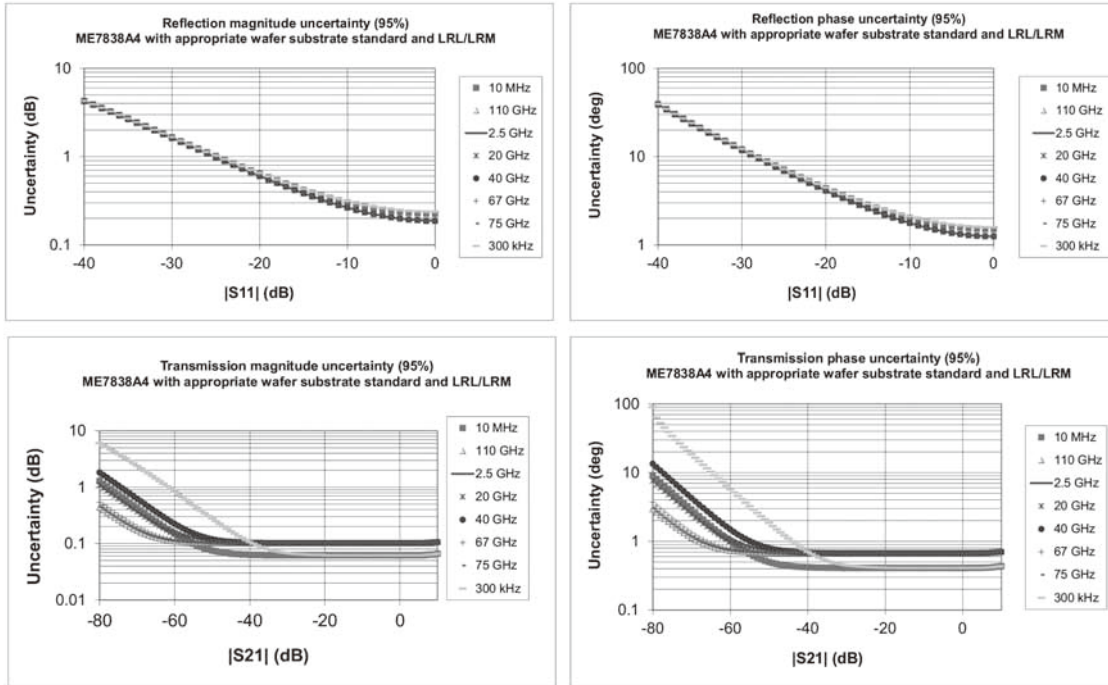 Reflection magnitude uncertainty (95%)
ME7838A4 with appropriate wafer substrate standard and LRL/LRM
Uncertainty (dB)
10
1
0.1
-40
-30
-20
-10
0
|S11| (dB)
10 MHz
110 GHz
2.5 GHz
20 GHz
40 GHz
67 GHz
75 GHz
300 kHz
Reflection phase uncertainty (95%)
ME7838A4 with appropriate wafer substrate standard and LRL/LRM
Uncertainty (deg)
100
10
1
-40
-30
-20
-10
0
|S11| (dB)
10 MHz
110 GHz
2.5 GHz
20 GHz
40 GHz
67 GHz
75 GHz
300 kHz
Transmission magnitude uncertainty (95%)
ME7838A4 with appropriate wafer substrate standard and LRL/LRM
Uncertainty (dB)
10
1
0.1
0.01
-80
-60
-40
-20
0
|S21| (dB)
10 MHz
110 GHz
2.5 GHz
20 GHz
40 GHz
67 GHz
75 GHz
300 kHz
Transmission phase uncertainty (95%)
ME7838A4 with appropriate wafer substrate standard and LRL/LRM
Uncertainty (deg)
100
10
1
0.1
-80
-60
-40
-20
0
|S21| (dB)
10 MHz
110 GHz
2.5 GHz
20 GHz
40 GHz
67 GHz
75 GHz
300 kHz